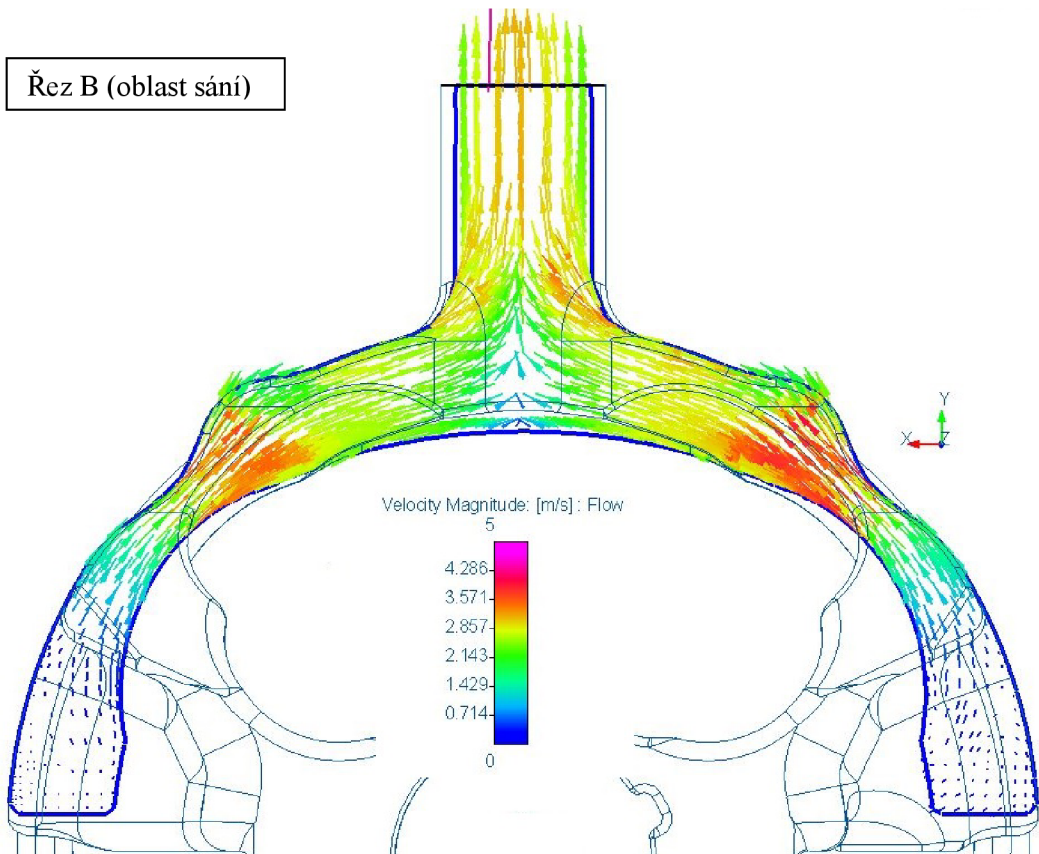 Řez B (oblast sání)
Y
X
Z
Velocity Magnitude: [m/s] : Flow
5
4.286
3.571
2.857
2.143
1.429
0.714
0